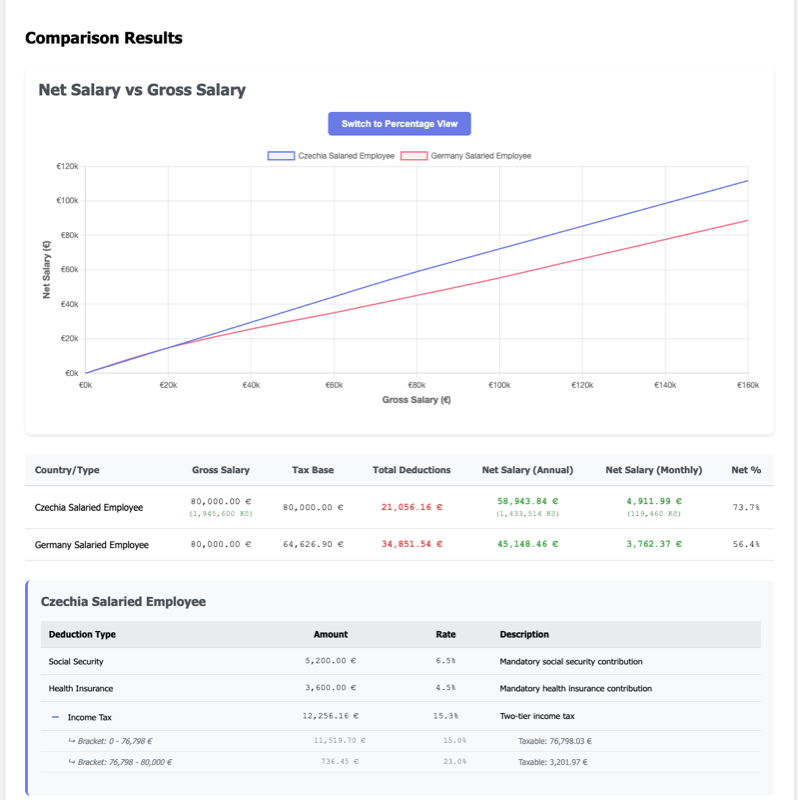 Comparison Results
Net Salary vs Gross Salary
Switch to Percentage View
Czechia Salaried Employee Germany Salaried Employee
€120k
€100k
€80k
€60k
€40k
€20k
€0k
Net Salary (€)
€0k €20k €40k €60k €80k €100k €120k €140k €160k
Gross Salary (€)
Country/Type Gross Salary Tax Base Total Deductions Net Salary (Annual) Net Salary (Monthly) Net %
Czechia Salaried Employee 80,000.00 € (1,945,600 Kč) 80,000.00 € 21,056.16 € 58,943.84 € (1,433,514 Kč) 4,911.99 € (119,460 Kč) 73.7%
Germany Salaried Employee 80,000.00 € 64,626.90 € 34,851.54 € 45,148.46 € 3,762.37 € 56.4%
Czechia Salaried Employee
Deduction Type Amount Rate Description
Social Security 5,200.00 € 6.5% Mandatory social security contribution
Health Insurance 3,600.00 € 4.5% Mandatory health insurance contribution
− Income Tax 12,256.16 € 15.3% Two-tier income tax
↪ Bracket: 0 - 76,798 € 11,519.70 € 15.0% Taxable: 76,798.03 €
↪ Bracket: 76,798 - 80,000 € 736.45 € 23.0% Taxable: 3,201.97 €